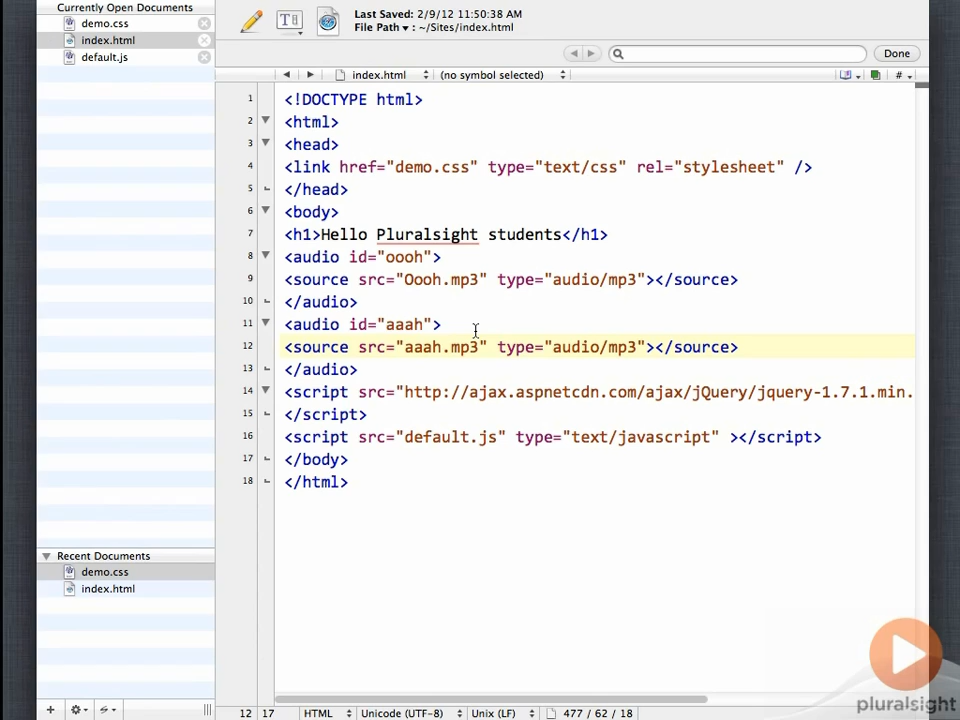 Currently Open Documents
demo.css
index.html
default.js
Last Saved: 2/9/12 11:50:38 AM
File Path ▾ : ~/Sites/index.html
Done
index.html
(no symbol selected)
#
1 <!DOCTYPE html>
2 <html>
3 <head>
4 <link href="demo.css" type="text/css" rel="stylesheet" />
5 </head>
6 <body>
7 <h1>Hello Pluralsight students</h1>
8 <audio id="oooh">
9 <source src="Oooh.mp3" type="audio/mp3"></source>
10 </audio>
11 <audio id="aaah">
12 <source src="aaah.mp3" type="audio/mp3"></source>
13 </audio>
14 <script src="http://ajax.aspnetcdn.com/ajax/jQuery/jquery-1.7.1.min.
15 </script>
16 <script src="default.js" type="text/javascript" ></script>
17 </body>
18 </html>
Recent Documents
demo.css
index.html
12 17 HTML Unicode (UTF-8) Unix (LF) 477 / 62 / 18
pluralsight